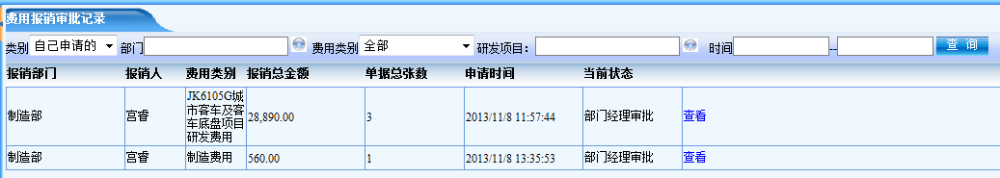 费用报销审批记录
类别 自己申请的 部门 费用类别 全部 研发项目： 时间 -- 查 询
报销部门 报销人 费用类别 报销总金额 单据总张数 申请时间 当前状态
制造部 宫睿 JK6105G城
市客车及客
车底盘项目
研发费用 28,890.00 3 2013/11/8 11:57:44 部门经理审批 查看
制造部 宫睿 制造费用 560.00 1 2013/11/8 13:35:53 部门经理审批 查看